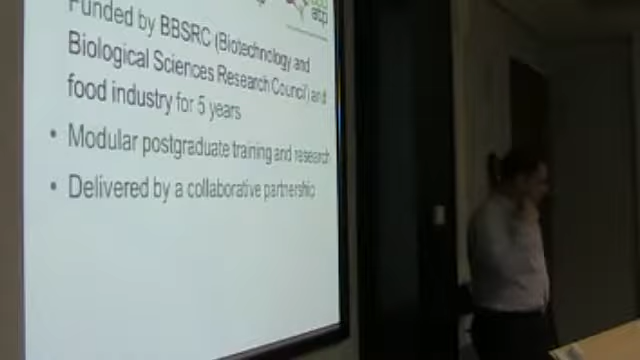 Funded by BBSRC (Biotechnology and
Biological Sciences Research Council) and
food industry for 5 years
• Modular postgraduate training and research
• Delivered by a collaborative partnership
atp